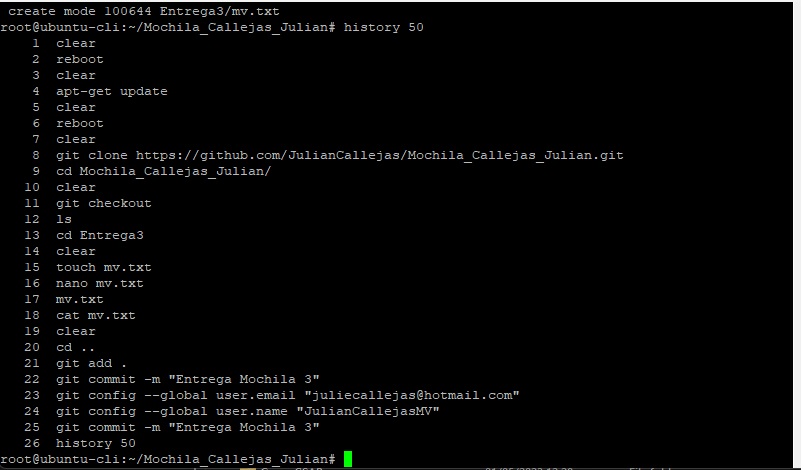 create mode 100644 Entrega3/mv.txt
root@ubuntu-cli:~/Mochila_Callejas_Julian# history 50
1 clear
2 reboot
3 clear
4 apt-get update
5 clear
6 reboot
7 clear
8 git clone https://github.com/JulianCallejas/Mochila_Callejas_Julian.git
9 cd Mochila_Callejas_Julian/
10 clear
11 git checkout
12 ls
13 cd Entrega3
14 clear
15 touch mv.txt
16 nano mv.txt
17 mv.txt
18 cat mv.txt
19 clear
20 cd ..
21 git add .
22 git commit -m "Entrega Mochila 3"
23 git config --global user.email "juliecallejas@hotmail.com"
24 git config --global user.name "JulianCallejasMV"
25 git commit -m "Entrega Mochila 3"
26 history 50
root@ubuntu-cli:~/Mochila_Callejas_Julian#